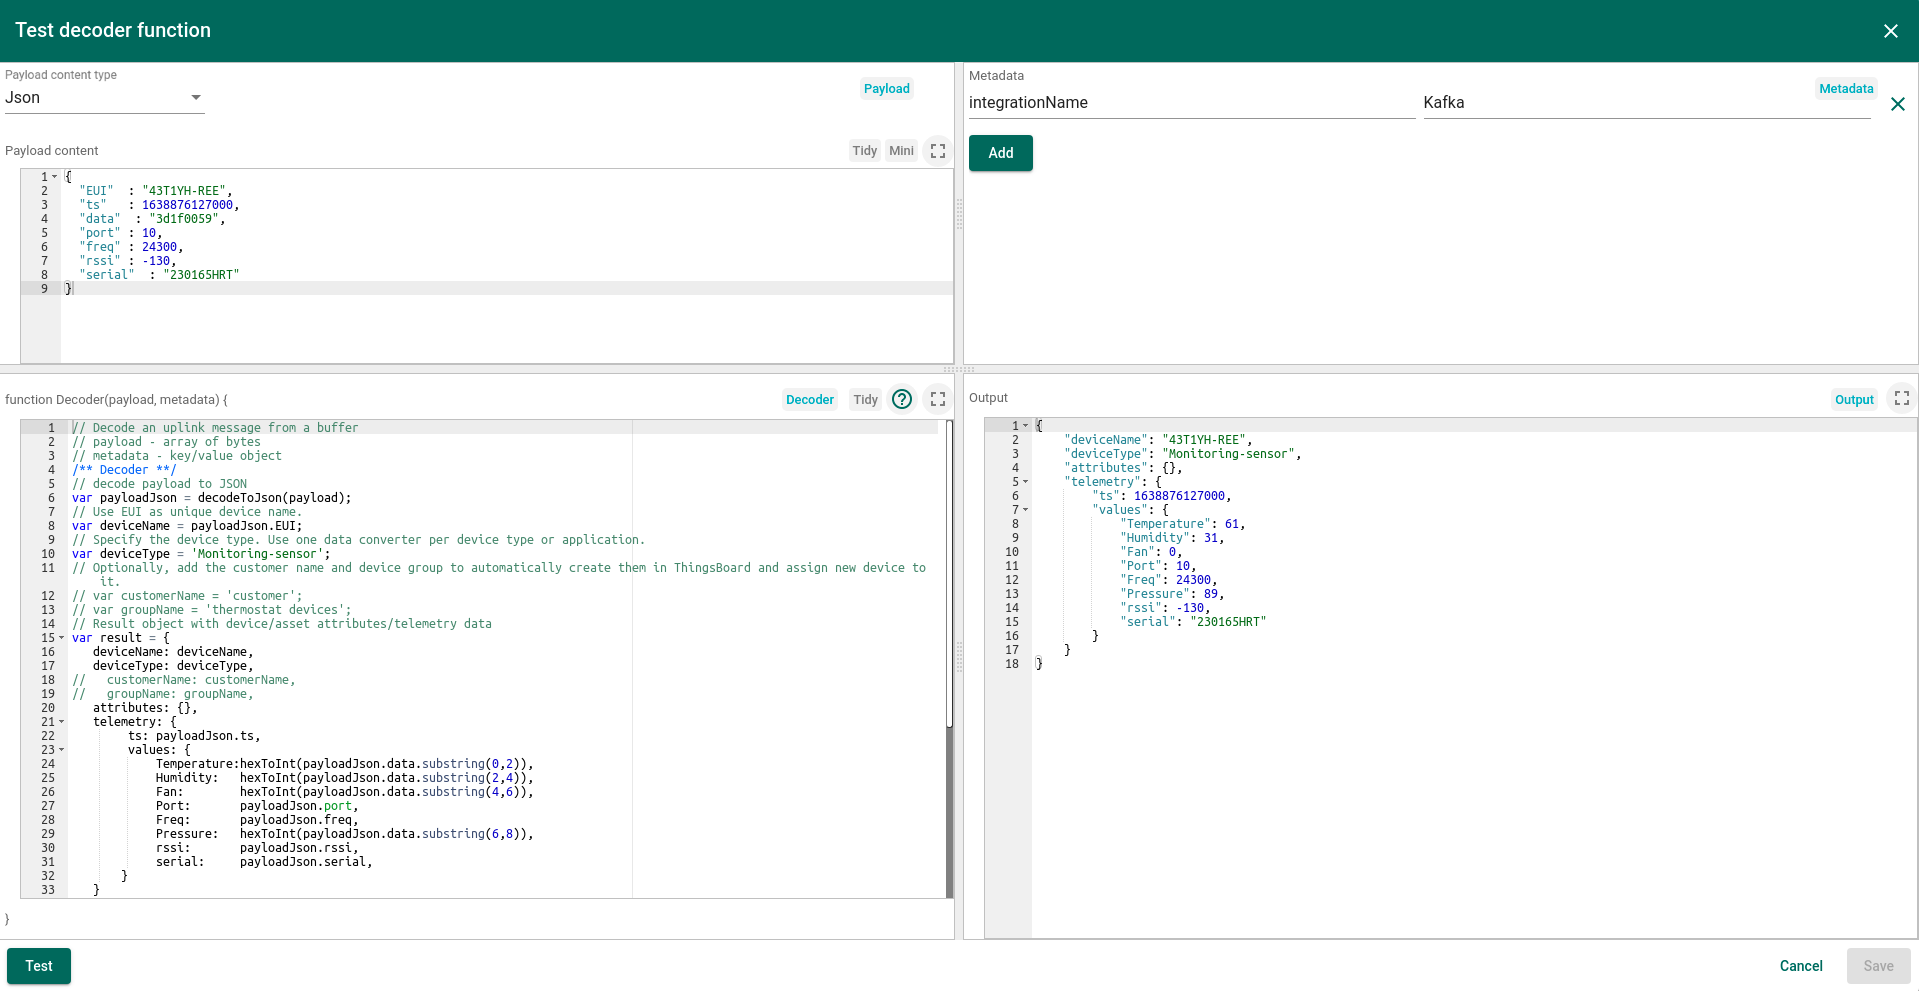 Test decoder function
Payload content type
Json
Payload
Payload content
Tidy
Mini
1 {
2 "EUI" : "43T1YH-REE",
3 "ts" : 1638876127000,
4 "data" : "3d1f0059",
5 "port" : 10,
6 "freq" : 24300,
7 "rssi" : -130,
8 "serial" : "230165HRT"
9 }
Metadata
Metadata
integrationName
Kafka
Add
function Decoder(payload, metadata) {
Decoder
Tidy
1 // Decode an uplink message from a buffer
2 // payload - array of bytes
3 // metadata - key/value object
4 /** Decoder **/
5 // decode payload to JSON
6 var payloadJson = decodeToJson(payload);
7 // Use EUI as unique device name.
8 var deviceName = payloadJson.EUI;
9 // Specify the device type. Use one data converter per device type or application.
10 var deviceType = 'Monitoring-sensor';
11 // Optionally, add the customer name and device group to automatically create them in ThingsBoard and assign new device to
it.
12 // var customerName = 'customer';
13 // var groupName = 'thermostat devices';
14 // Result object with device/asset attributes/telemetry data
15 var result = {
16 deviceName: deviceName,
17 deviceType: deviceType,
18 // customerName: customerName,
19 // groupName: groupName,
20 attributes: {},
21 telemetry: {
22 ts: payloadJson.ts,
23 values: {
24 Temperature:hexToInt(payloadJson.data.substring(0,2)),
25 Humidity: hexToInt(payloadJson.data.substring(2,4)),
26 Fan: hexToInt(payloadJson.data.substring(4,6)),
27 Port: payloadJson.port,
28 Freq: payloadJson.freq,
29 Pressure: hexToInt(payloadJson.data.substring(6,8)),
30 rssi: payloadJson.rssi,
31 serial: payloadJson.serial,
32 }
33 }
}
Output
Output
1 {
2 "deviceName": "43T1YH-REE",
3 "deviceType": "Monitoring-sensor",
4 "attributes": {},
5 "telemetry": {
6 "ts": 1638876127000,
7 "values": {
8 "Temperature": 61,
9 "Humidity": 31,
10 "Fan": 0,
11 "Port": 10,
12 "Freq": 24300,
13 "Pressure": 89,
14 "rssi": -130,
15 "serial": "230165HRT"
16 }
17 }
18 }
Test
Cancel
Save